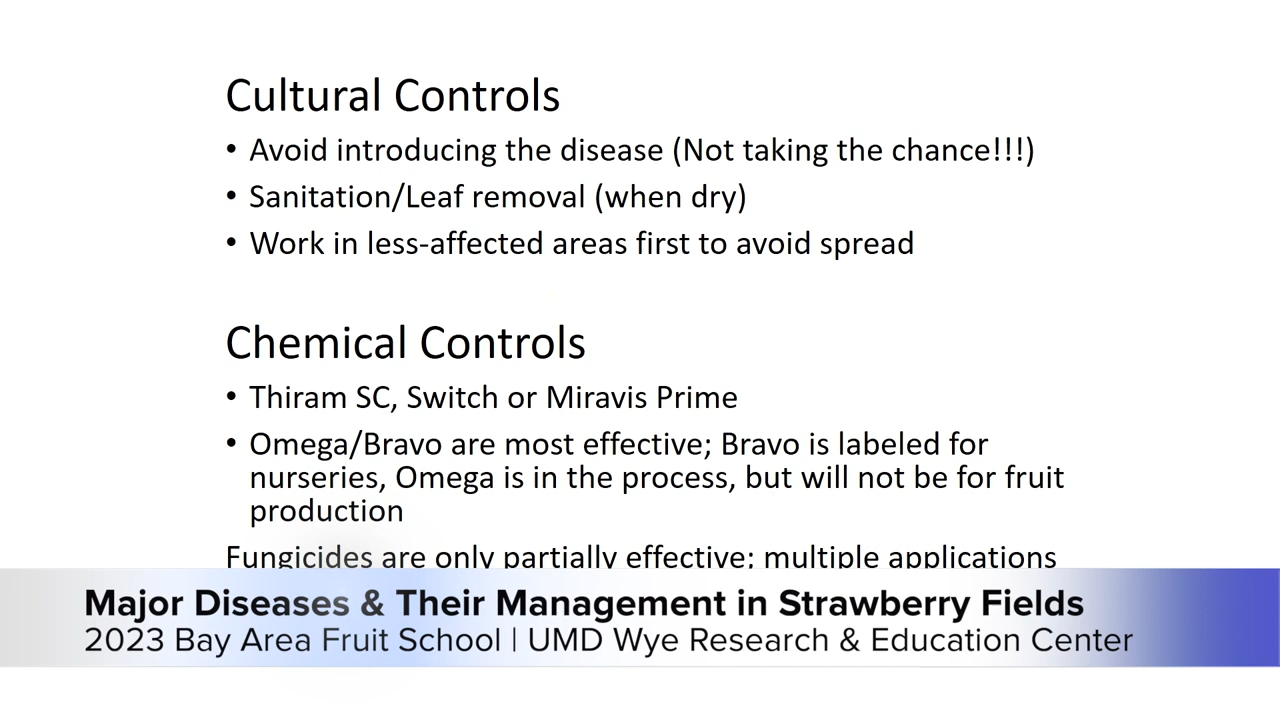 Cultural Controls
• Avoid introducing the disease (Not taking the chance!!!)
• Sanitation/Leaf removal (when dry)
• Work in less-affected areas first to avoid spread
Chemical Controls
• Thiram SC, Switch or Miravis Prime
• Omega/Bravo are most effective; Bravo is labeled for
nurseries, Omega is in the process, but will not be for fruit
production
Fungicides are only partially effective; multiple applications
Major Diseases & Their Management in Strawberry Fields
2023 Bay Area Fruit School | UMD Wye Research & Education Center